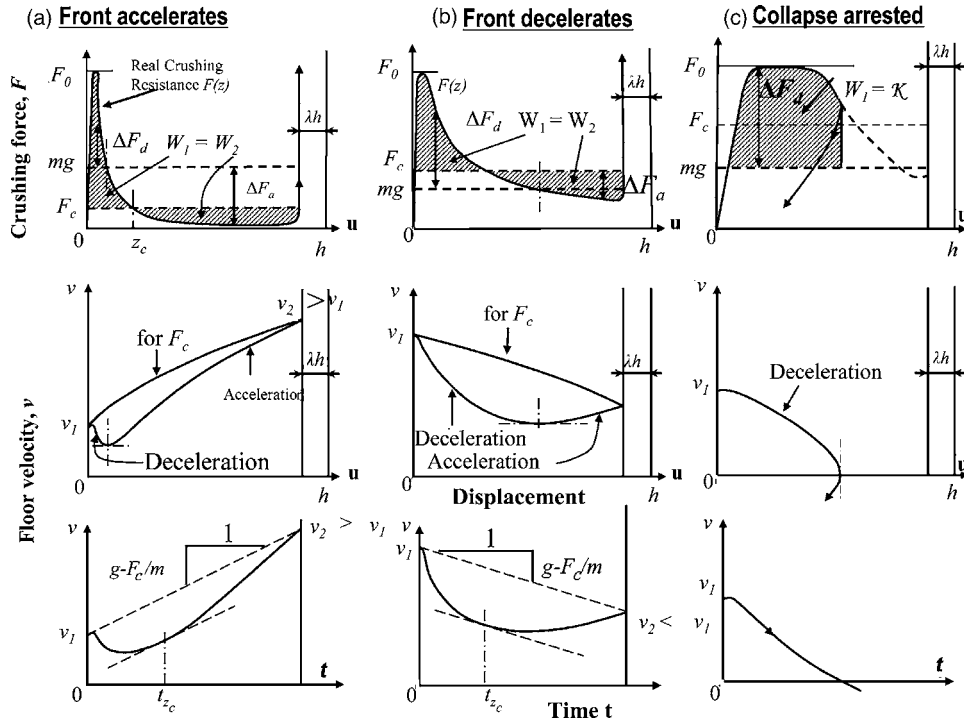 (a) Front accelerates
(b) Front decelerates
(c) Collapse arrested
Crushing force, F
F0
Real Crushing
Resistance F(z)
λh
ΔFd
W1 = W2
mg
ΔFa
Fc
0
zc
h
u
F0
F(z)
λh
ΔFd
W1 = W2
Fc
mg
ΔFa
0
h
u
F0
λh
ΔFd
W1 = K
Fc
mg
0
h
u
Floor velocity, v
v
v2 > v1
for Fc
λh
Acceleration
v1
Deceleration
0
h
u
v
v1
for Fc
λh
Deceleration
Acceleration
0
h
u
Displacement
v
λh
v1
Deceleration
0
h
u
v
1
v2 > v1
g-Fc/m
v1
0
tzc
t
v
v1
1
g-Fc/m
v2 < v1
0
tzc
Time t
v
v1
0
t